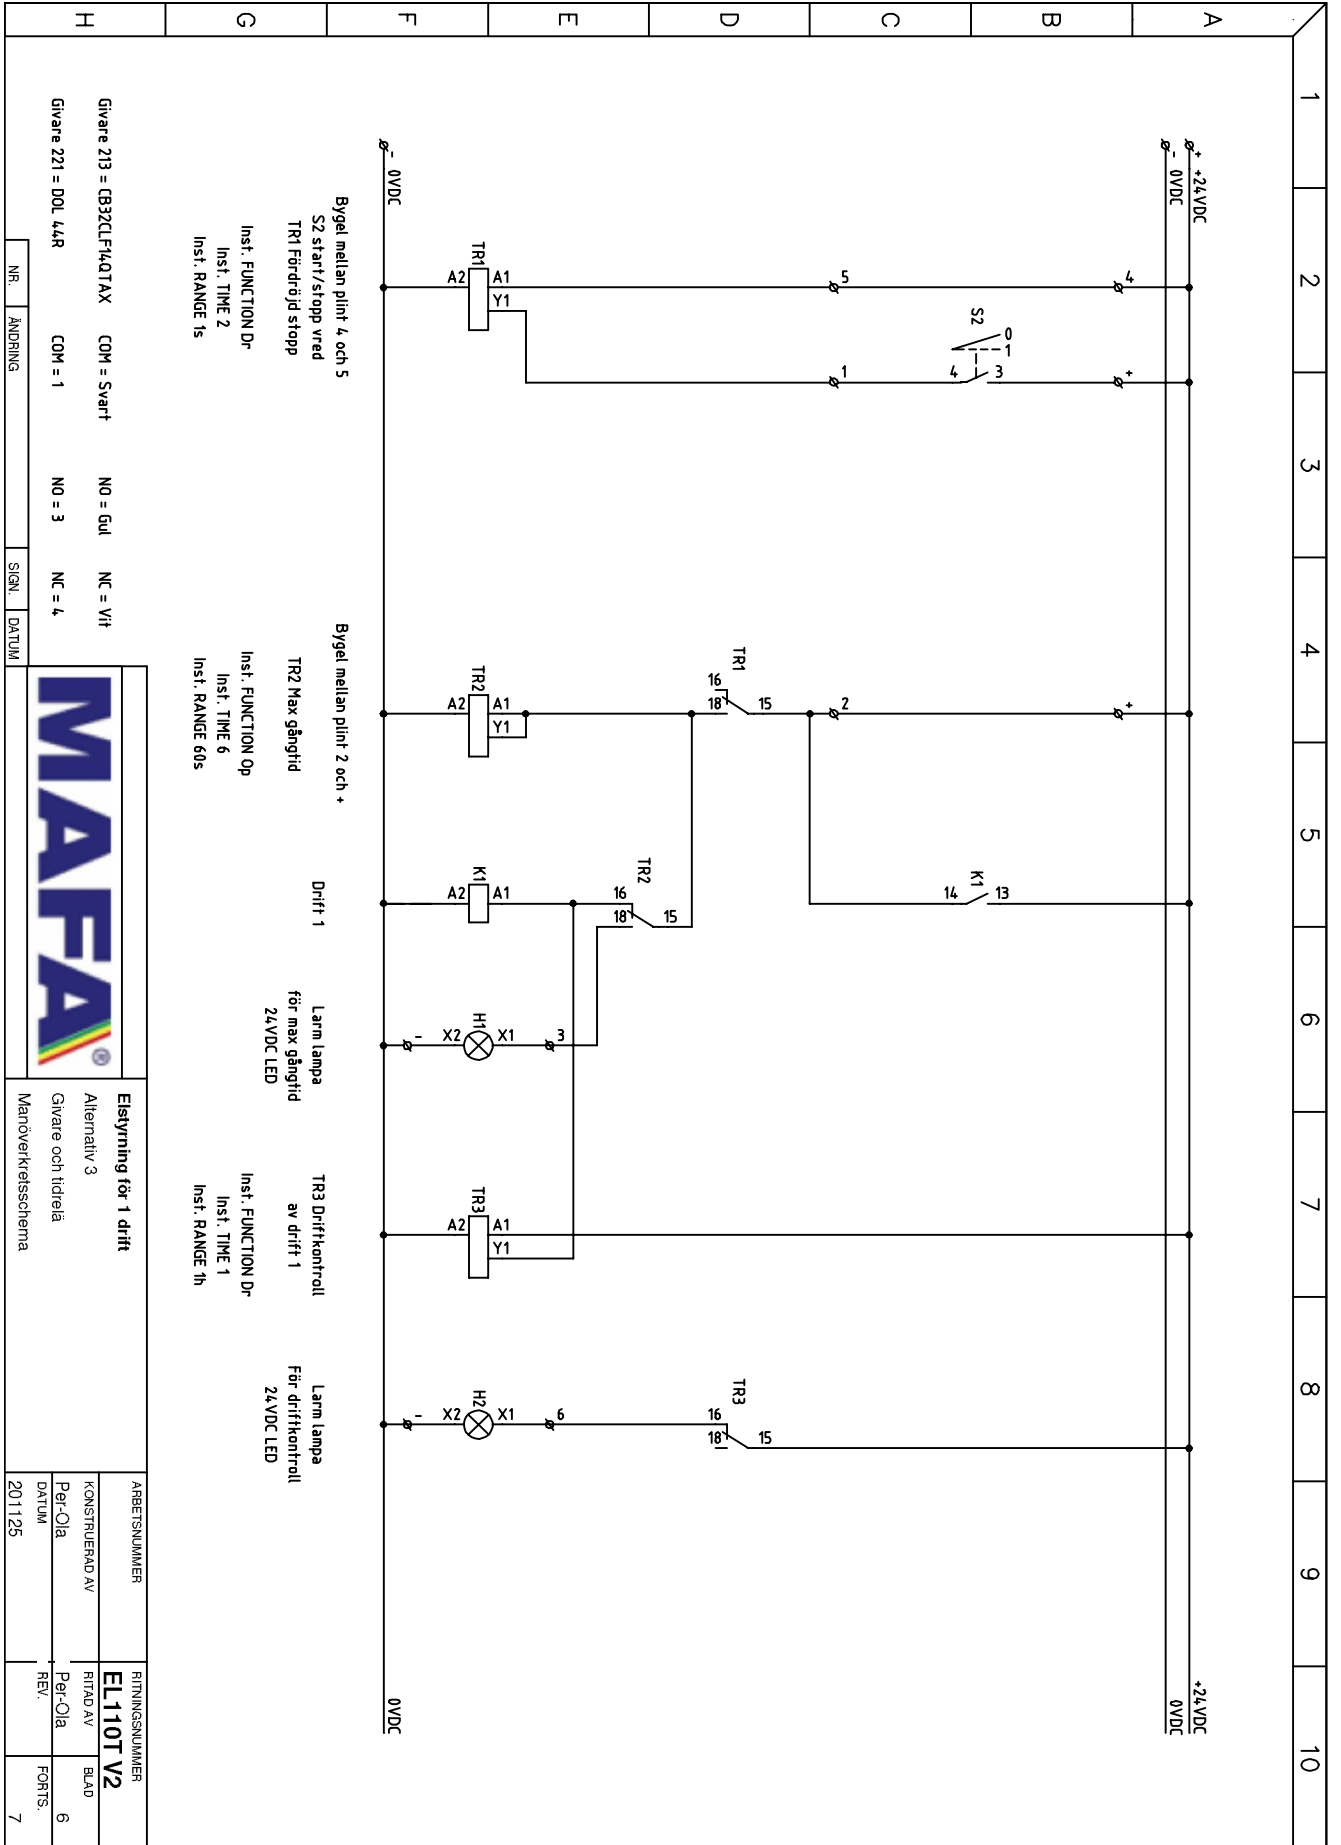 1 2 3 4 5 6 7 8 9 10
A
B
C
D
E
F
G
H
+ +24VDC
- 0VDC
+24VDC
0VDC
4
+
+
S2
0
1
4 3
5
1
K1
14 13
2
TR1
16
18 15
TR2
16
18 15
TR3
16
18 15
TR1
A1
A2
Y1
TR2
A1
A2
Y1
K1
A1
A2
3
H1
X1
X2
-
TR3
A1
A2
Y1
6
H2
X1
X2
-
- 0VDC
0VDC
Bygel mellan plint 4 och 5
S2 start/stopp vred
TR1 Fördröjd stopp
Inst. FUNCTION Dr
Inst. TIME 2
Inst. RANGE 1s
Bygel mellan plint 2 och +
TR2 Max gångtid
Inst. FUNCTION Op
Inst. TIME 6
Inst. RANGE 60s
Drift 1
Larm lampa
för max gångtid
24VDC LED
TR3 Driftkontroll
av drift 1
Inst. FUNCTION Dr
Inst. TIME 1
Inst. RANGE 1h
Larm lampa
För driftkontroll
24VDC LED
Givare 213 = CB32CLF14QTAX COM = Svart NO = Gul NC = Vit
Givare 221 = DOL 44R COM = 1 NO = 3 NC = 4
NR. ÄNDRING SIGN. DATUM
MAFA®
Elstyrning för 1 drift
Alternativ 3
Givare och tidrelä
Manöverkretsschema
ARBETSNUMMER
RITNINGSNUMMER
EL110T V2
KONSTRUERAD AV
Per-Ola
RITAD AV
Per-Ola
BLAD
6
DATUM
201125
REV.
FORTS.
7